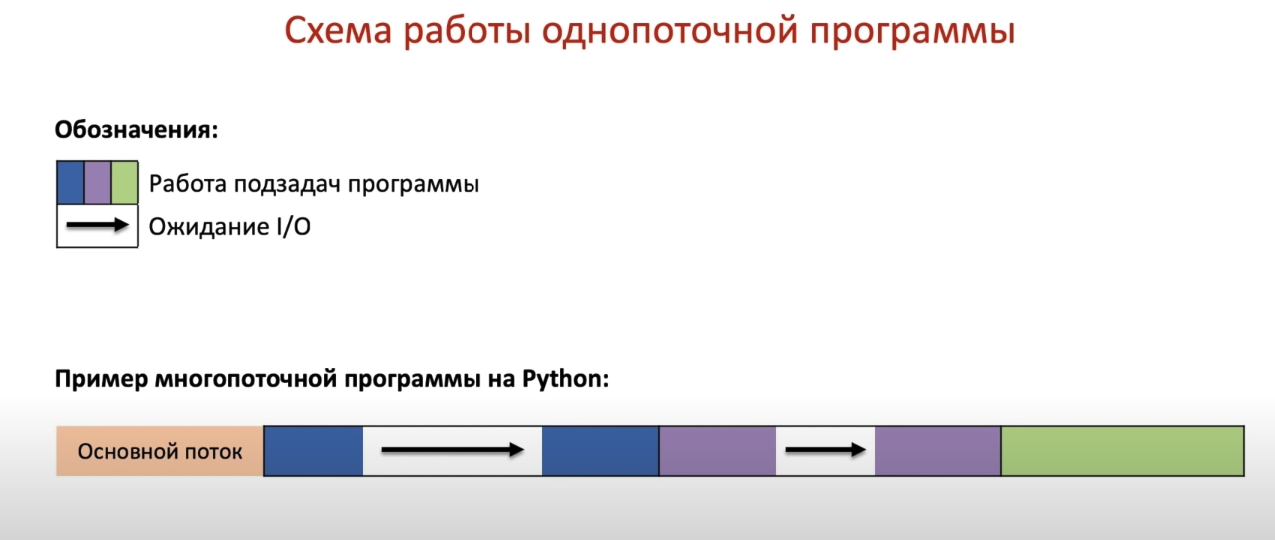 Схема работы однопоточной программы
Обозначения:
Работа подзадач программы
Ожидание I/O
Пример многопоточной программы на Python:
Основной поток